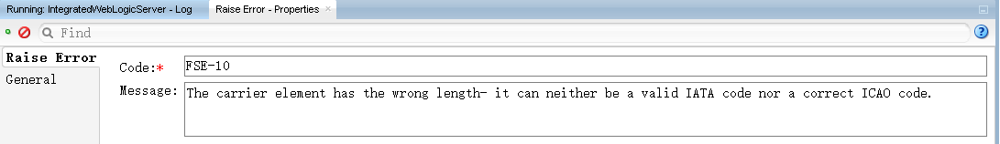 Running: IntegratedWebLogicServer - Log
Raise Error - Properties
Find
Raise Error
General
Code:*
FSE-10
Message:
The carrier element has the wrong length- it can neither be a valid IATA code nor a correct ICAO code.